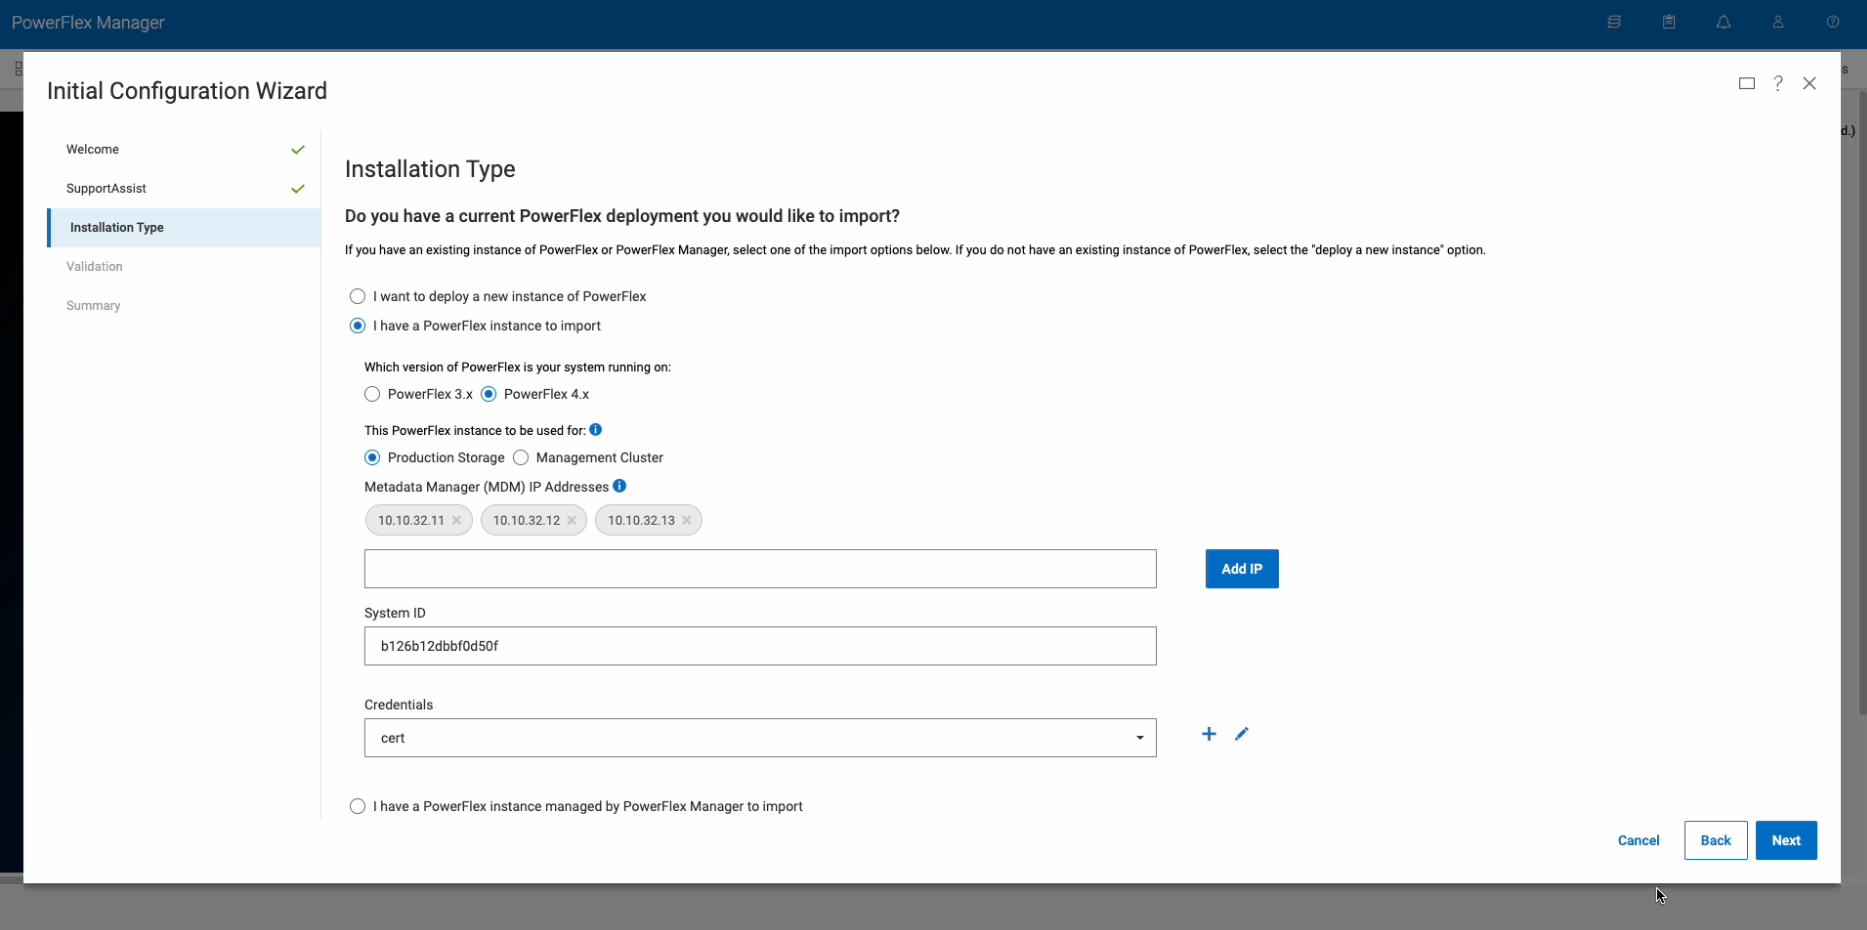 PowerFlex Manager
s
d.)
Initial Configuration Wizard
?
Welcome
SupportAssist
Installation Type
Validation
Summary
Installation Type
Do you have a current PowerFlex deployment you would like to import?
If you have an existing instance of PowerFlex or PowerFlex Manager, select one of the import options below. If you do not have an existing instance of PowerFlex, select the "deploy a new instance" option.
I want to deploy a new instance of PowerFlex
I have a PowerFlex instance to import
Which version of PowerFlex is your system running on:
PowerFlex 3.x PowerFlex 4.x
This PowerFlex instance to be used for:
Production Storage Management Cluster
Metadata Manager (MDM) IP Addresses
10.10.32.11 10.10.32.12 10.10.32.13
Add IP
System ID
b126b12dbbf0d50f
Credentials
cert
I have a PowerFlex instance managed by PowerFlex Manager to import
Cancel Back Next